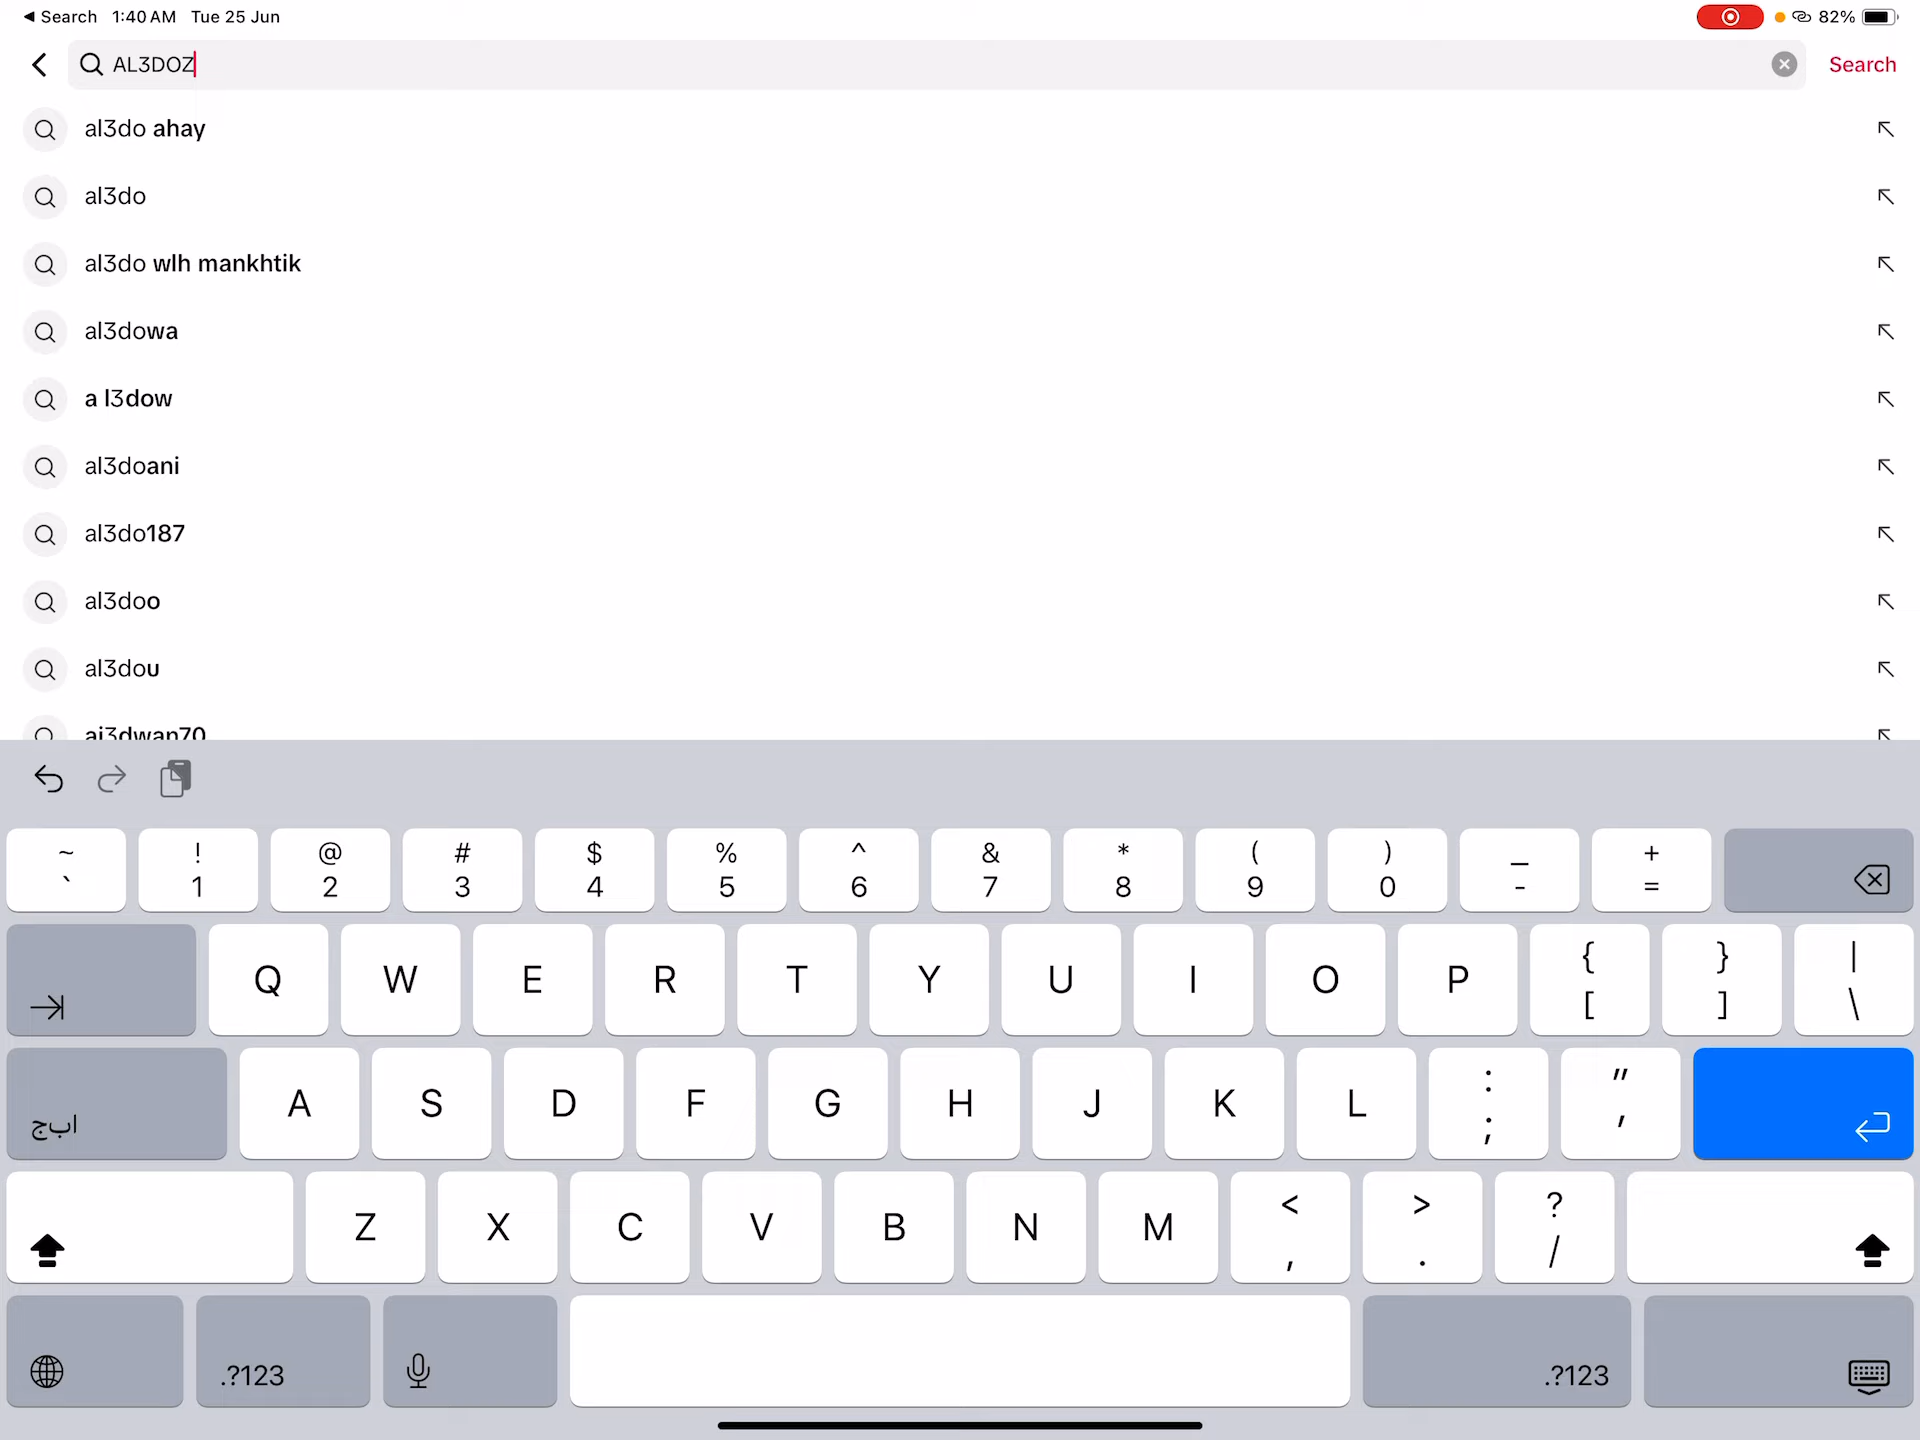 Search 1:40 AM Tue 25 Jun 82%
AL3DOZ Search
al3do ahay
al3do
al3do wlh mankhtik
al3dowa
a l3dow
al3doani
al3do187
al3doo
al3dou
ai3dwan70
~ ! @ # $ % ^ & * ( ) _ +
` 1 2 3 4 5 6 7 8 9 0 - =
Q W E R T Y U I O P { } |
[ ] \
ابج A S D F G H J K L : "
; '
Z X C V B N M < > ?
, . /
.?123 .?123